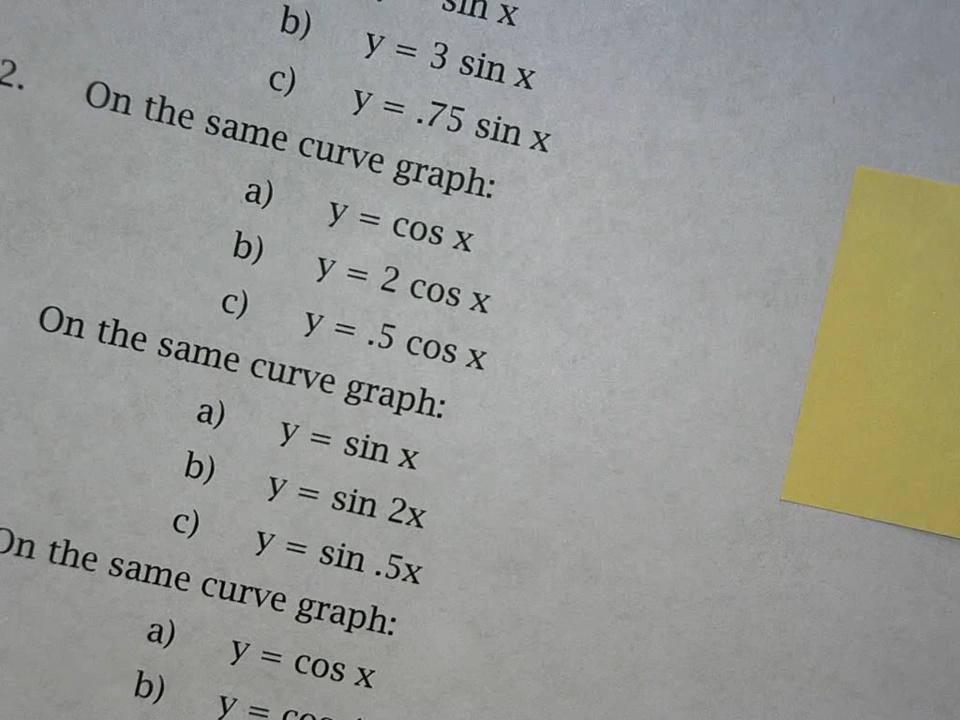 sin x
b) y = 3 sin x
c) y = .75 sin x
2. On the same curve graph:
a) y = cos x
b) y = 2 cos x
c) y = .5 cos x
On the same curve graph:
a) y = sin x
b) y = sin 2x
c) y = sin .5x
On the same curve graph:
a) y = cos x
b) y =